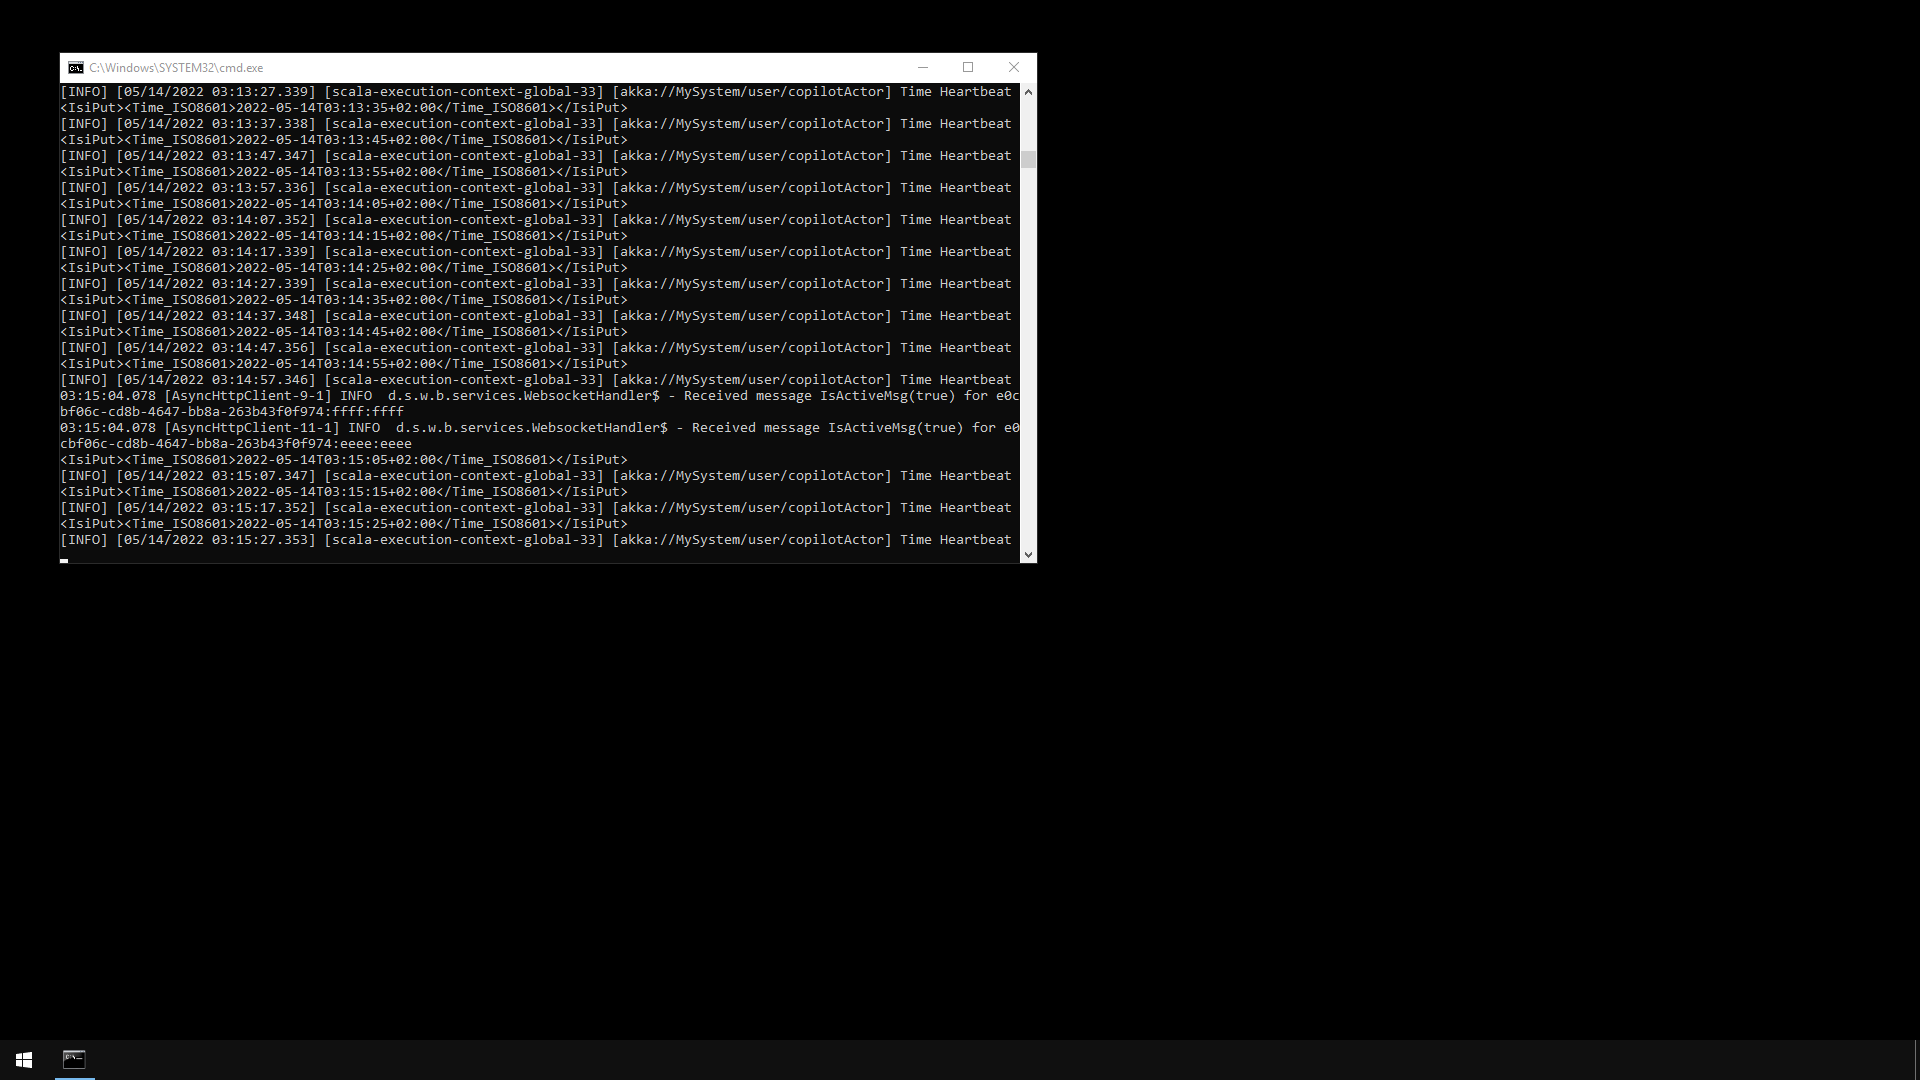 C:\Windows\SYSTEM32\cmd.exe
[INFO] [05/14/2022 03:13:27.339] [scala-execution-context-global-33] [akka://MySystem/user/copilotActor] Time Heartbeat
<IsiPut><Time_ISO8601>2022-05-14T03:13:35+02:00</Time_ISO8601></IsiPut>
[INFO] [05/14/2022 03:13:37.338] [scala-execution-context-global-33] [akka://MySystem/user/copilotActor] Time Heartbeat
<IsiPut><Time_ISO8601>2022-05-14T03:13:45+02:00</Time_ISO8601></IsiPut>
[INFO] [05/14/2022 03:13:47.347] [scala-execution-context-global-33] [akka://MySystem/user/copilotActor] Time Heartbeat
<IsiPut><Time_ISO8601>2022-05-14T03:13:55+02:00</Time_ISO8601></IsiPut>
[INFO] [05/14/2022 03:13:57.336] [scala-execution-context-global-33] [akka://MySystem/user/copilotActor] Time Heartbeat
<IsiPut><Time_ISO8601>2022-05-14T03:14:05+02:00</Time_ISO8601></IsiPut>
[INFO] [05/14/2022 03:14:07.352] [scala-execution-context-global-33] [akka://MySystem/user/copilotActor] Time Heartbeat
<IsiPut><Time_ISO8601>2022-05-14T03:14:15+02:00</Time_ISO8601></IsiPut>
[INFO] [05/14/2022 03:14:17.339] [scala-execution-context-global-33] [akka://MySystem/user/copilotActor] Time Heartbeat
<IsiPut><Time_ISO8601>2022-05-14T03:14:25+02:00</Time_ISO8601></IsiPut>
[INFO] [05/14/2022 03:14:27.339] [scala-execution-context-global-33] [akka://MySystem/user/copilotActor] Time Heartbeat
<IsiPut><Time_ISO8601>2022-05-14T03:14:35+02:00</Time_ISO8601></IsiPut>
[INFO] [05/14/2022 03:14:37.348] [scala-execution-context-global-33] [akka://MySystem/user/copilotActor] Time Heartbeat
<IsiPut><Time_ISO8601>2022-05-14T03:14:45+02:00</Time_ISO8601></IsiPut>
[INFO] [05/14/2022 03:14:47.356] [scala-execution-context-global-33] [akka://MySystem/user/copilotActor] Time Heartbeat
<IsiPut><Time_ISO8601>2022-05-14T03:14:55+02:00</Time_ISO8601></IsiPut>
[INFO] [05/14/2022 03:14:57.346] [scala-execution-context-global-33] [akka://MySystem/user/copilotActor] Time Heartbeat
03:15:04.078 [AsyncHttpClient-9-1] INFO  d.s.w.b.services.WebsocketHandler$ - Received message IsActiveMsg(true) for e0c
bf06c-cd8b-4647-bb8a-263b43f0f974:ffff:ffff
03:15:04.078 [AsyncHttpClient-11-1] INFO  d.s.w.b.services.WebsocketHandler$ - Received message IsActiveMsg(true) for e0
cbf06c-cd8b-4647-bb8a-263b43f0f974:eeee:eeee
<IsiPut><Time_ISO8601>2022-05-14T03:15:05+02:00</Time_ISO8601></IsiPut>
[INFO] [05/14/2022 03:15:07.347] [scala-execution-context-global-33] [akka://MySystem/user/copilotActor] Time Heartbeat
<IsiPut><Time_ISO8601>2022-05-14T03:15:15+02:00</Time_ISO8601></IsiPut>
[INFO] [05/14/2022 03:15:17.352] [scala-execution-context-global-33] [akka://MySystem/user/copilotActor] Time Heartbeat
<IsiPut><Time_ISO8601>2022-05-14T03:15:25+02:00</Time_ISO8601></IsiPut>
[INFO] [05/14/2022 03:15:27.353] [scala-execution-context-global-33] [akka://MySystem/user/copilotActor] Time Heartbeat